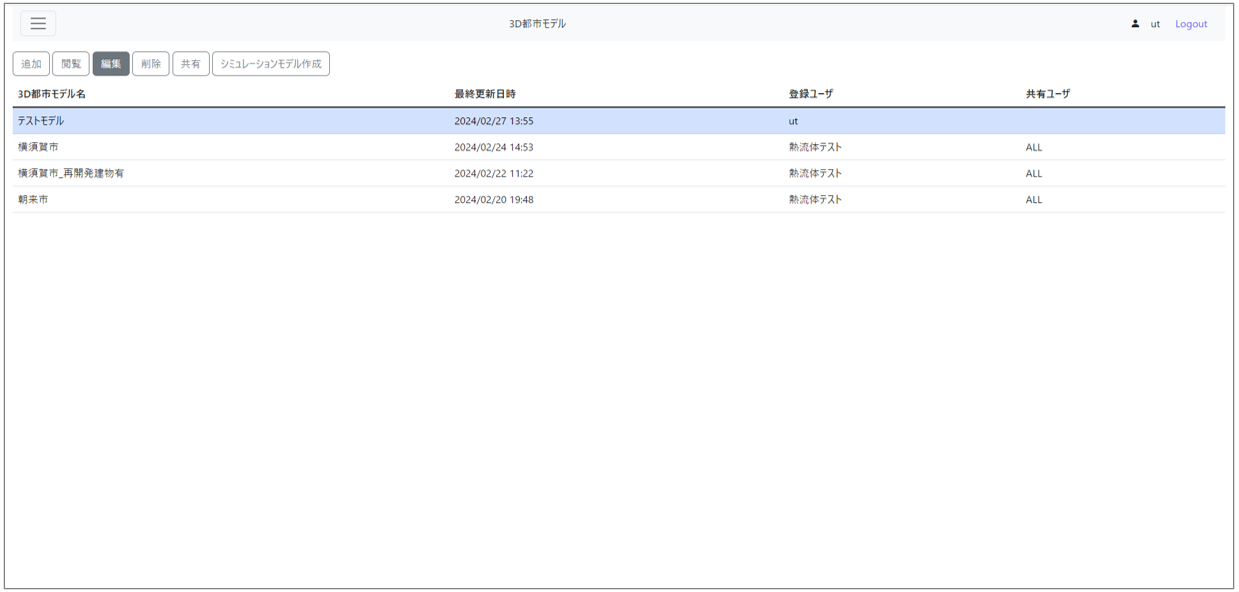 3D都市モデル ut Logout
追加 閲覧 編集 削除 共有 シミュレーションモデル作成
3D都市モデル名 最終更新日時 登録ユーザ 共有ユーザ
テストモデル 2024/02/27 13:55 ut
横須賀市 2024/02/24 14:53 熱流体テスト ALL
横須賀市_再開発建物有 2024/02/22 11:22 熱流体テスト ALL
朝来市 2024/02/20 19:48 熱流体テスト ALL